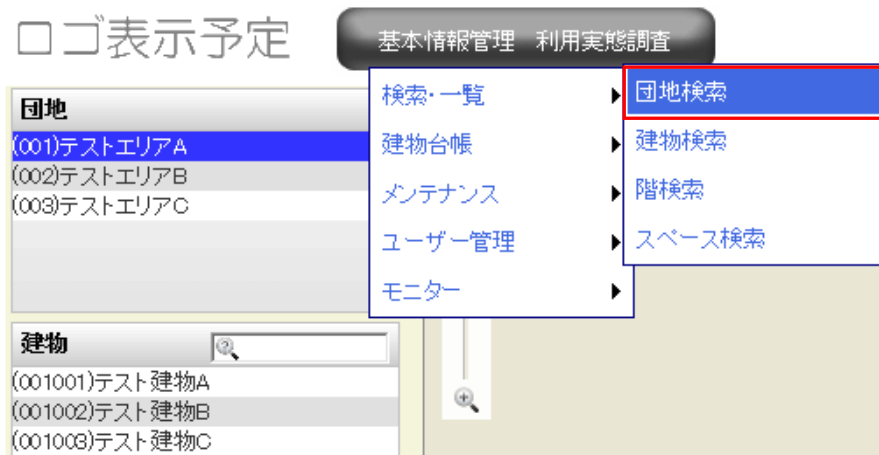 ロゴ表示予定
基本情報管理 利用実態調査
団地
(001)テストエリアA
(002)テストエリアB
(003)テストエリアC
検索・一覧
建物台帳
メンテナンス
ユーザー管理
モニター
団地検索
建物検索
階検索
スペース検索
建物
(001001)テスト建物A
(001002)テスト建物B
(001003)テスト建物C